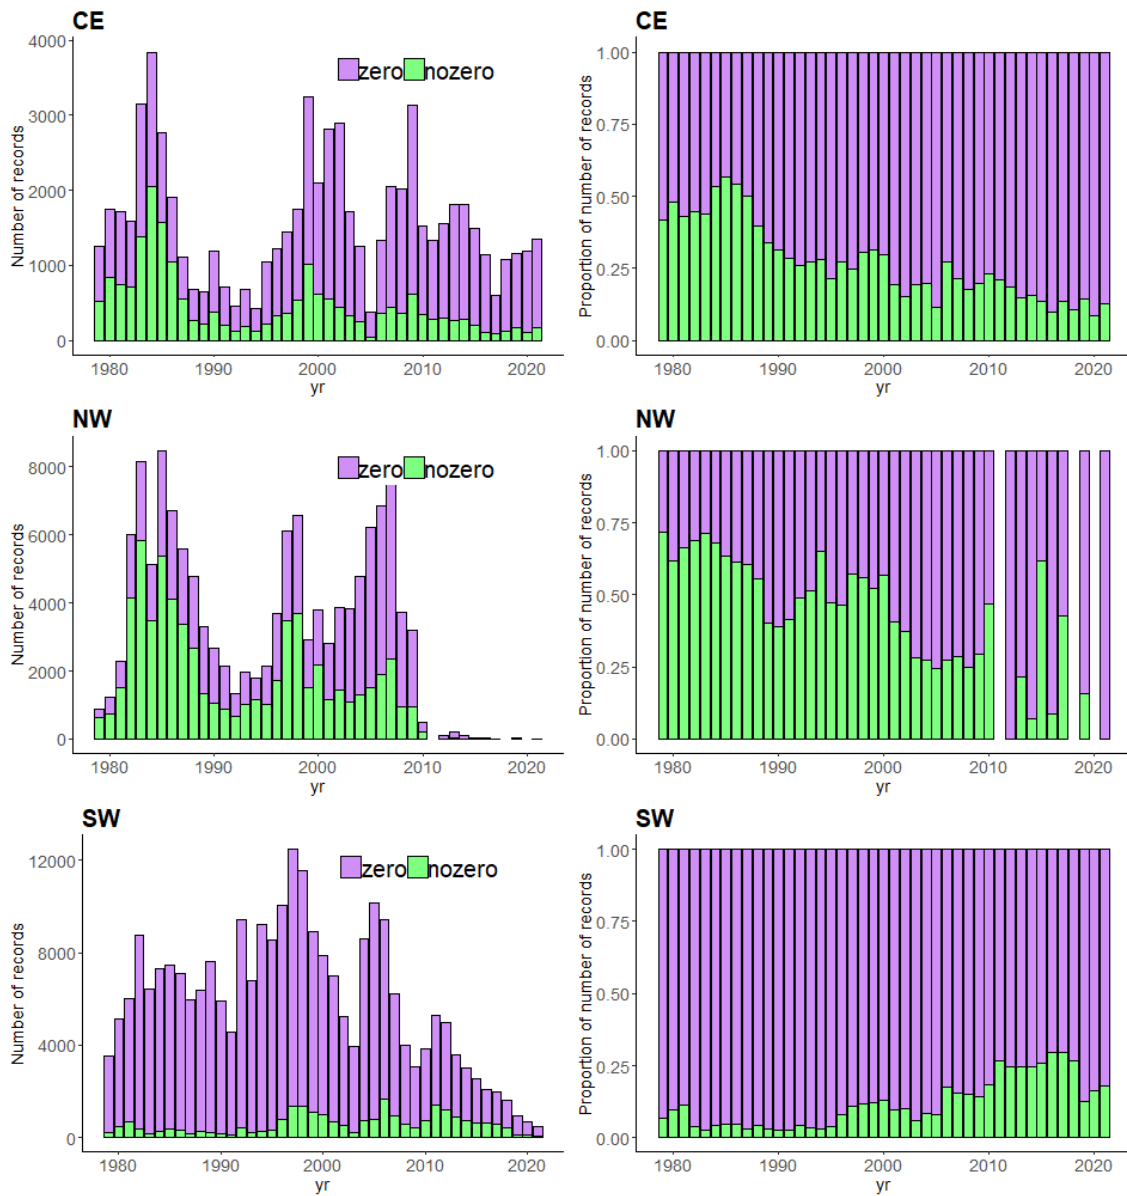 CE
4000
3000
2000
1000
0
Number of records
zero nozero
1980 1990 2000 2010 2020
yr
CE
1.00
0.75
0.50
0.25
0.00
Proportion of number of records
1980 1990 2000 2010 2020
yr
NW
8000
6000
4000
2000
0
Number of records
zero nozero
1980 1990 2000 2010 2020
yr
NW
1.00
0.75
0.50
0.25
0.00
Proportion of number of records
1980 1990 2000 2010 2020
yr
SW
12000
8000
4000
0
Number of records
zero nozero
1980 1990 2000 2010 2020
yr
SW
1.00
0.75
0.50
0.25
0.00
Proportion of number of records
1980 1990 2000 2010 2020
yr